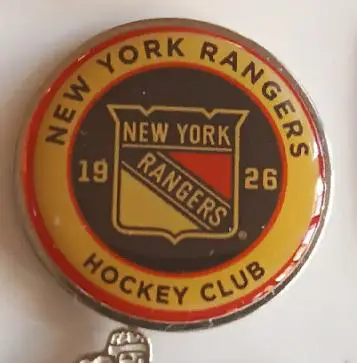 NEW YORK RANGERS
NEW YORK
RANGERS
19 26
®
HOCKEY CLUB